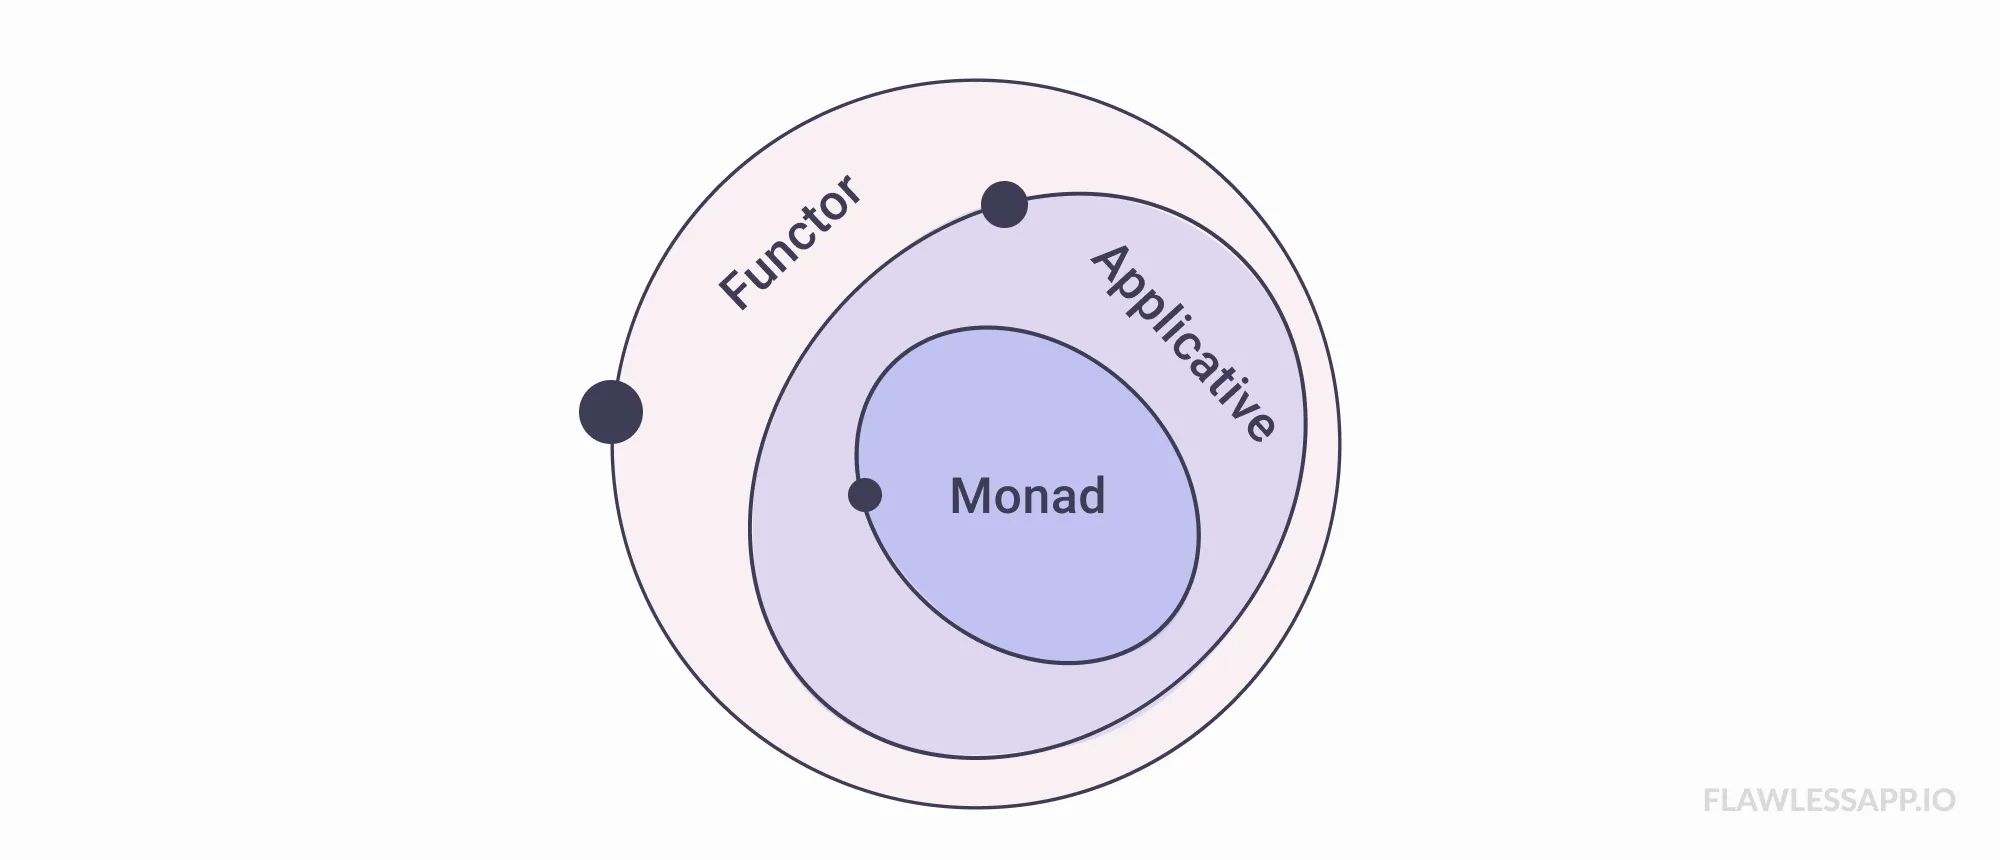 Functor
Applicative
Monad
FLAWLESSAPP.IO